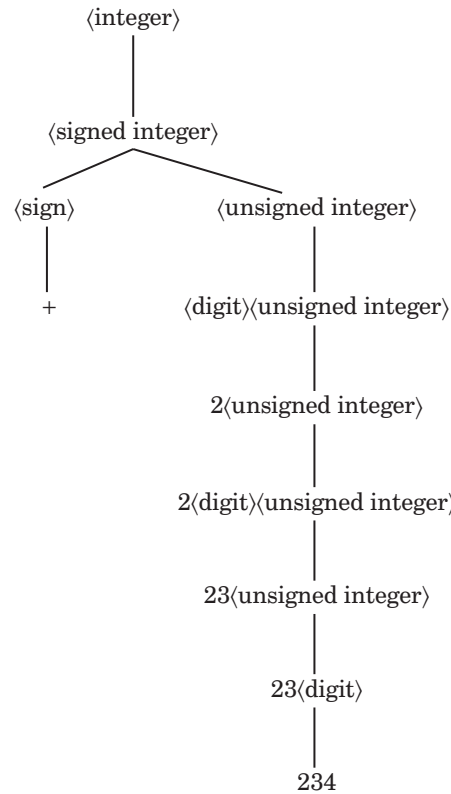 ⟨integer⟩
⟨signed integer⟩
⟨sign⟩ ⟨unsigned integer⟩
+ ⟨digit⟩⟨unsigned integer⟩
2⟨unsigned integer⟩
2⟨digit⟩⟨unsigned integer⟩
23⟨unsigned integer⟩
23⟨digit⟩
234